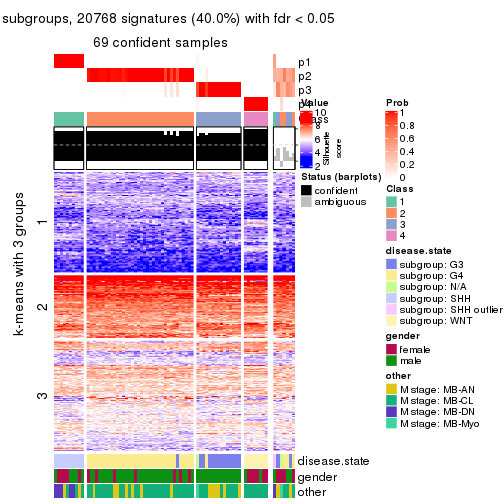 subgroups, 20768 signatures (40.0%) with fdr < 0.05
69 confident samples
p1
p2
p3
p4
Class
Silhouette
score
k-means with 3 groups
1
2
3
disease.state
gender
other
Value
10
8
6
4
2
Status (barplots)
confident
ambiguous
Prob
1
0.8
0.6
0.4
0.2
0
Class
1
2
3
4
disease.state
subgroup: G3
subgroup: G4
subgroup: N/A
subgroup: SHH
subgroup: SHH outlier
subgroup: WNT
gender
female
male
other
M stage: MB-AN
M stage: MB-CL
M stage: MB-DN
M stage: MB-Myo